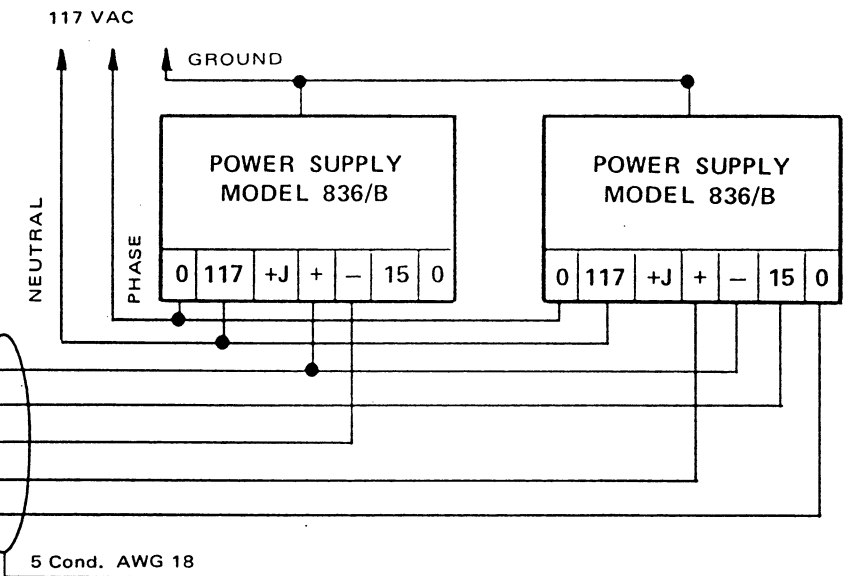 117 VAC
GROUND
NEUTRAL
PHASE
POWER SUPPLY
MODEL 836/B
0 117 +J + — 15 0
POWER SUPPLY
MODEL 836/B
0 117 +J + — 15 0
5 Cond. AWG 18